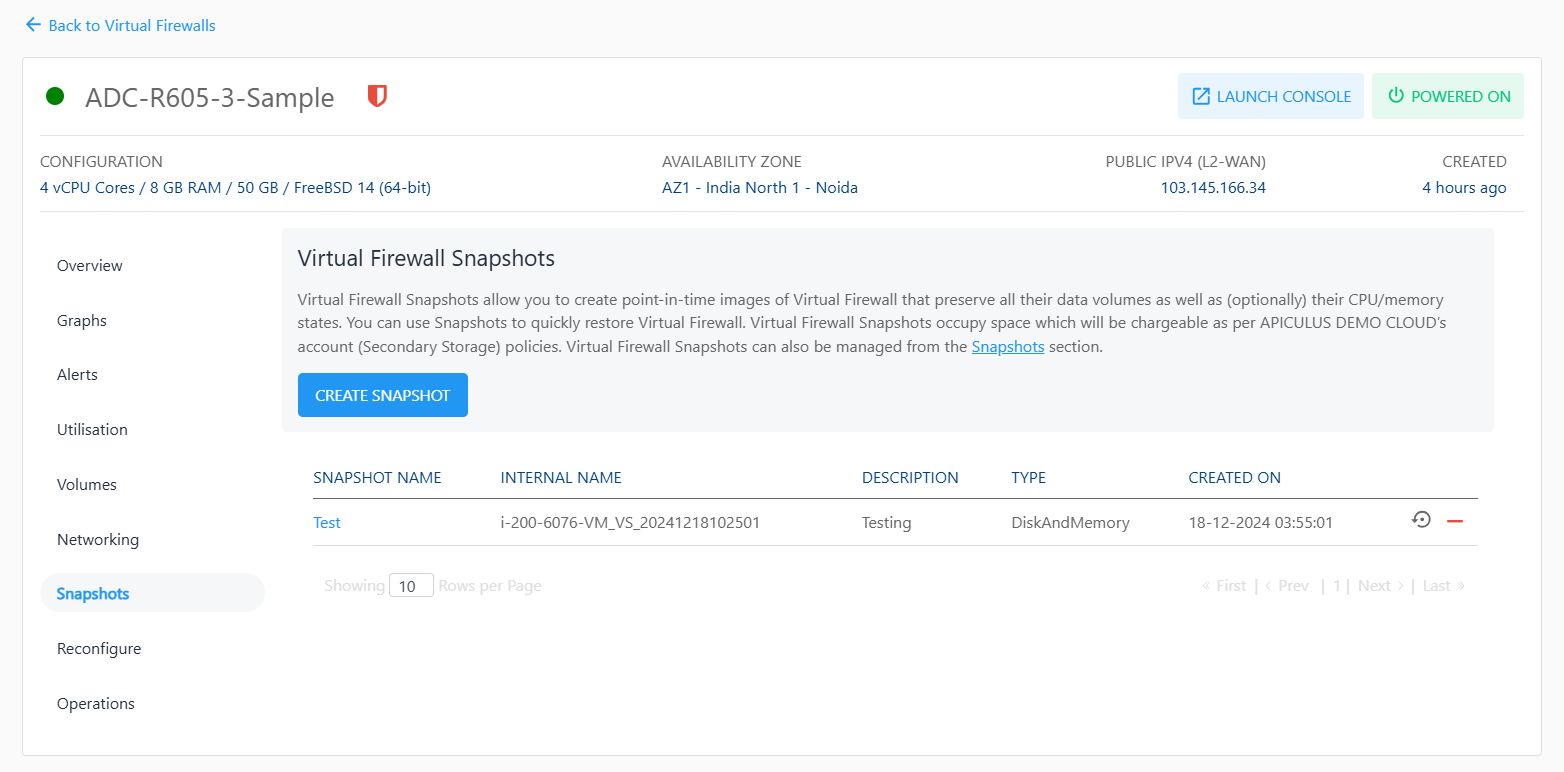 Back to Virtual Firewalls
ADC-R605-3-Sample
LAUNCH CONSOLE
POWERED ON
CONFIGURATION
4 vCPU Cores / 8 GB RAM / 50 GB / FreeBSD 14 (64-bit)
AVAILABILITY ZONE
AZ1 - India North 1 - Noida
PUBLIC IPV4 (L2-WAN)
103.145.166.34
CREATED
4 hours ago
Overview
Graphs
Alerts
Utilisation
Volumes
Networking
Snapshots
Reconfigure
Operations
Virtual Firewall Snapshots
Virtual Firewall Snapshots allow you to create point-in-time images of Virtual Firewall that preserve all their data volumes as well as (optionally) their CPU/memory
states. You can use Snapshots to quickly restore Virtual Firewall. Virtual Firewall Snapshots occupy space which will be chargeable as per APICULUS DEMO CLOUD's
account (Secondary Storage) policies. Virtual Firewall Snapshots can also be managed from the Snapshots section.
CREATE SNAPSHOT
SNAPSHOT NAME INTERNAL NAME DESCRIPTION TYPE CREATED ON
Test i-200-6076-VM_VS_20241218102501 Testing DiskAndMemory 18-12-2024 03:55:01
Showing 10 Rows per Page
« First | ‹ Prev | 1 | Next › | Last »